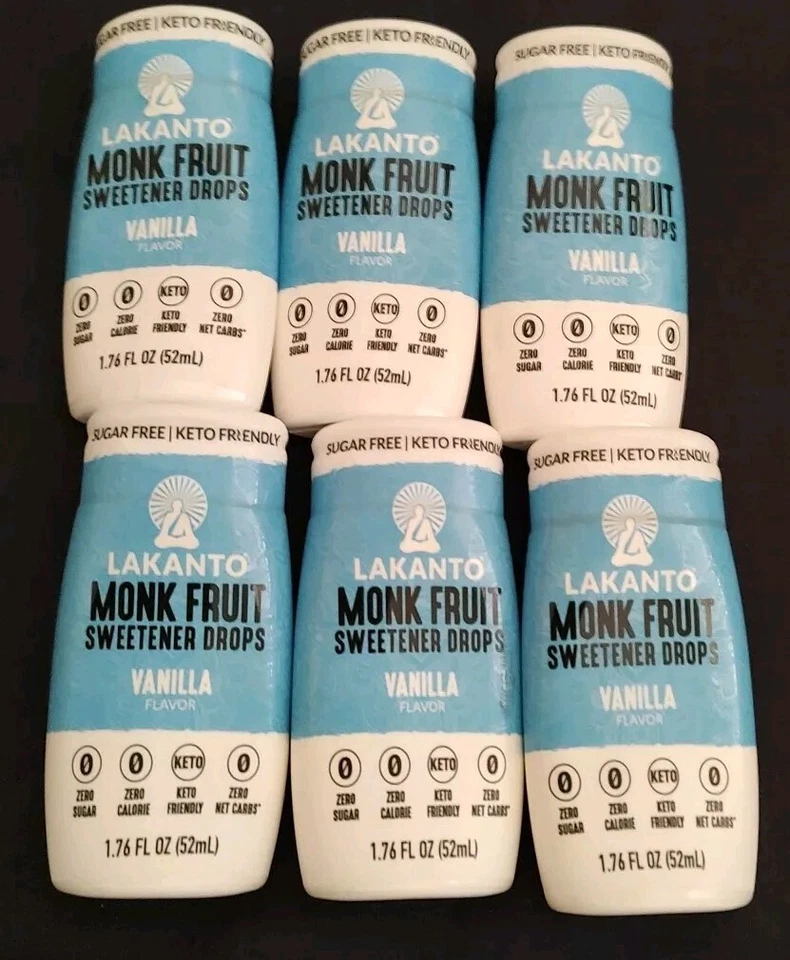 SUGAR FREE | KETO FRIENDLY
LAKANTO
MONK FRUIT
SWEETENER DROPS
VANILLA
FLAVOR
0 0 KETO 0
ZERO SUGAR ZERO CALORIE KETO FRIENDLY ZERO NET CARBS*
1.76 FL OZ (52mL)
SUGAR FREE | KETO FRIENDLY
LAKANTO
MONK FRUIT
SWEETENER DROPS
VANILLA
FLAVOR
0 0 KETO 0
ZERO SUGAR ZERO CALORIE KETO FRIENDLY ZERO NET CARBS*
1.76 FL OZ (52mL)
SUGAR FREE | KETO FRIENDLY
LAKANTO
MONK FRUIT
SWEETENER DROPS
VANILLA
FLAVOR
0 0 KETO 0
ZERO SUGAR ZERO CALORIE KETO FRIENDLY ZERO NET CARBS*
1.76 FL OZ (52mL)
SUGAR FREE | KETO FRIENDLY
LAKANTO
MONK FRUIT
SWEETENER DROPS
VANILLA
FLAVOR
0 0 KETO 0
ZERO SUGAR ZERO CALORIE KETO FRIENDLY ZERO NET CARBS*
1.76 FL OZ (52mL)
SUGAR FREE | KETO FRIENDLY
LAKANTO
MONK FRUIT
SWEETENER DROPS
VANILLA
FLAVOR
0 0 KETO 0
ZERO SUGAR ZERO CALORIE KETO FRIENDLY ZERO NET CARBS*
1.76 FL OZ (52mL)
SUGAR FREE | KETO FRIENDLY
LAKANTO
MONK FRUIT
SWEETENER DROPS
VANILLA
FLAVOR
0 0 KETO 0
ZERO SUGAR ZERO CALORIE KETO FRIENDLY ZERO NET CARBS*
1.76 FL OZ (52mL)